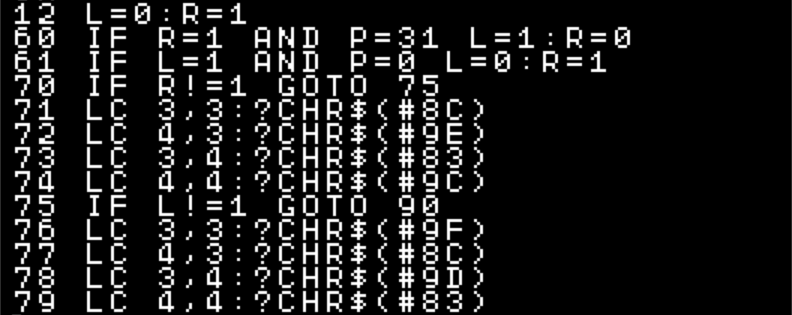 12 L=0:R=1
60 IF R=1 AND P=31 L=1:R=0
61 IF L=1 AND P=0 L=0:R=1
70 IF R!=1 GOTO 75
71 LC 3,3:?CHR$(#8C)
72 LC 4,3:?CHR$(#9E)
73 LC 3,4:?CHR$(#83)
74 LC 4,4:?CHR$(#9C)
75 IF L!=1 GOTO 90
76 LC 3,3:?CHR$(#9F)
77 LC 4,3:?CHR$(#8C)
78 LC 3,4:?CHR$(#9D)
79 LC 4,4:?CHR$(#83)